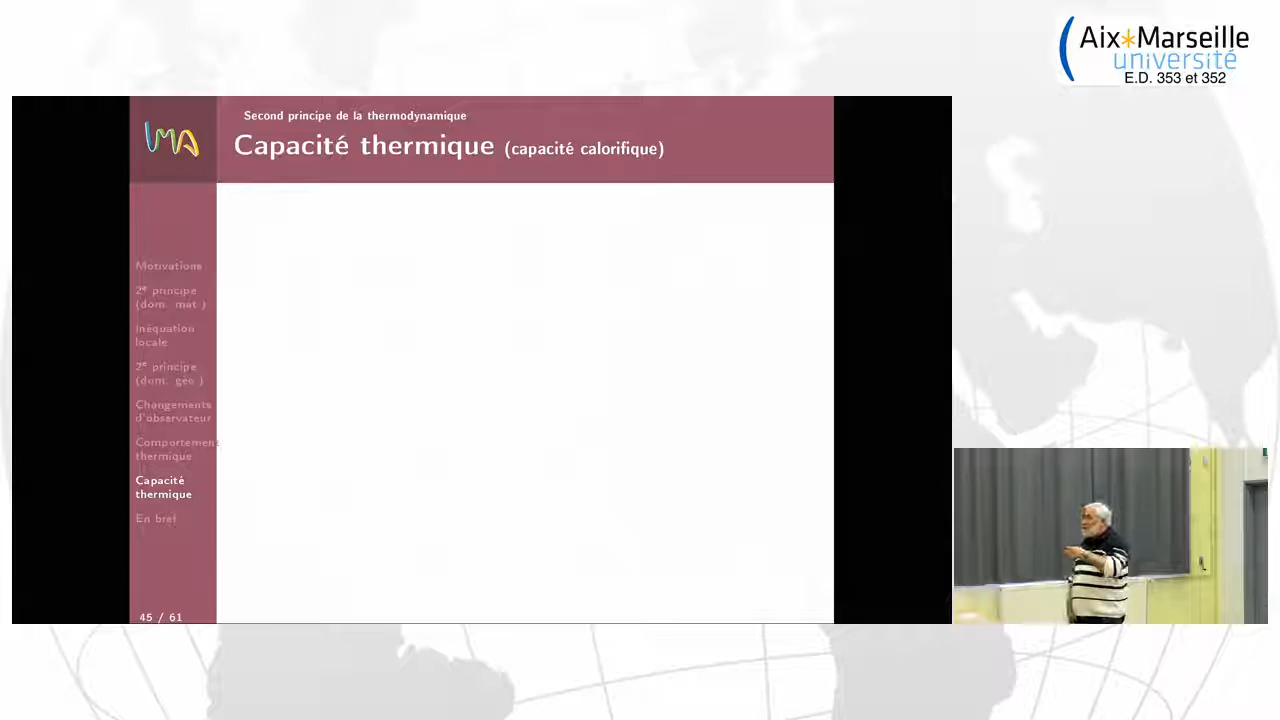 Aix*Marseille
université
E.D. 353 et 352
Second principe de la thermodynamique
Capacité thermique (capacité calorifique)
LMA
Motivations
2e principe
(dom. mat.)
Inéquation
locale
2e principe
(dom. géo.)
Changements
d'observateur
Comportement
thermique
Capacité
thermique
En bref
45 / 61